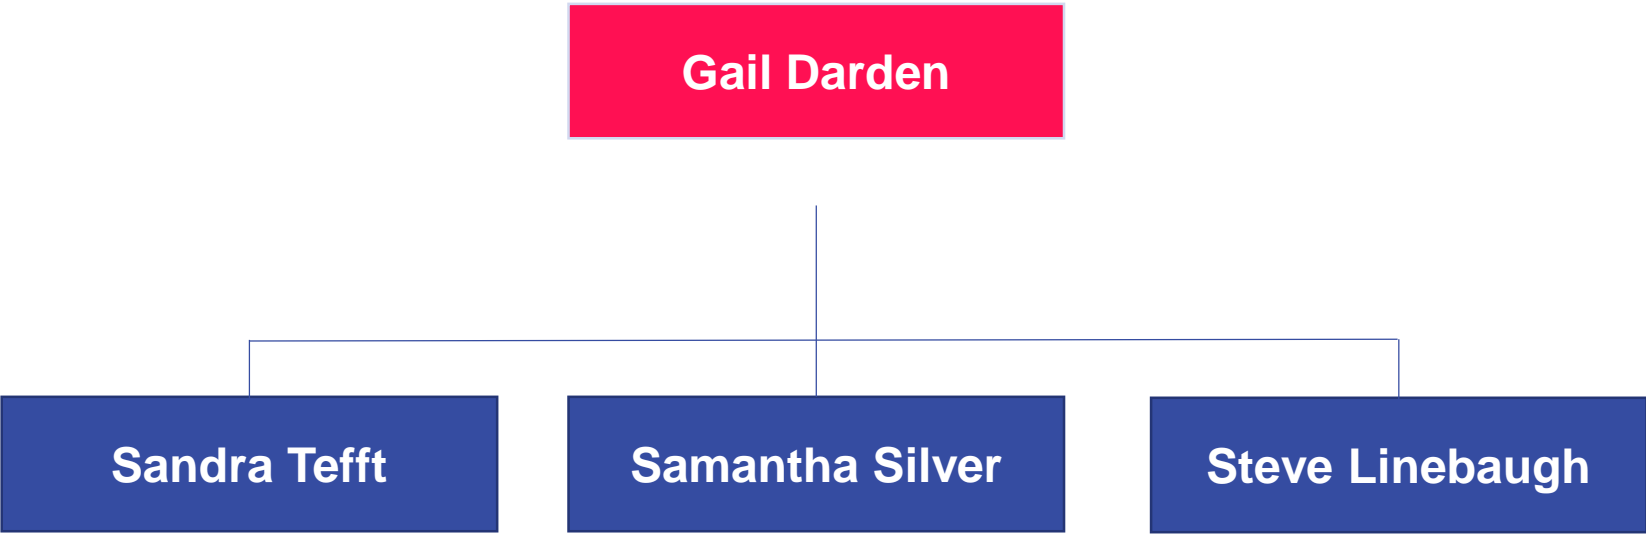 Gail Darden
Sandra Tefft
Samantha Silver
Steve Linebaugh